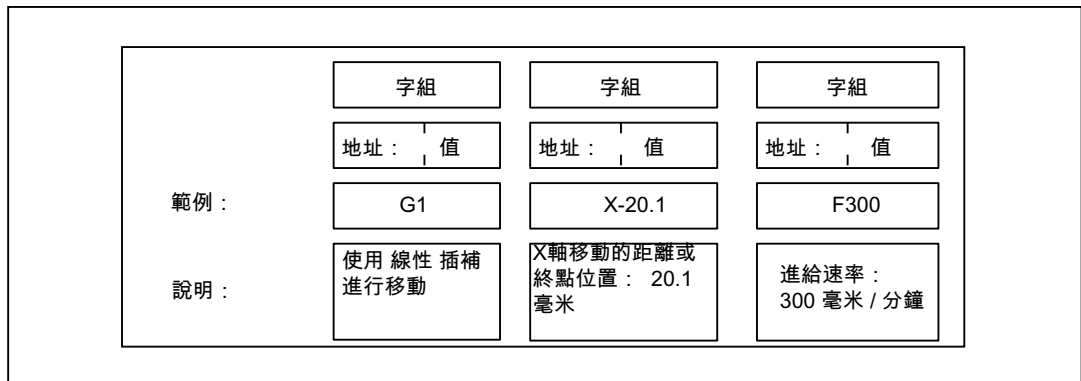 字組 字組 字組
地址： 值 地址： 值 地址： 值
範例： G1 X-20.1 F300
說明：
使用 線性 插補
進行移動
X軸移動的距離或
終點位置： 20.1
毫米
進給速率：
300 毫米 / 分鐘